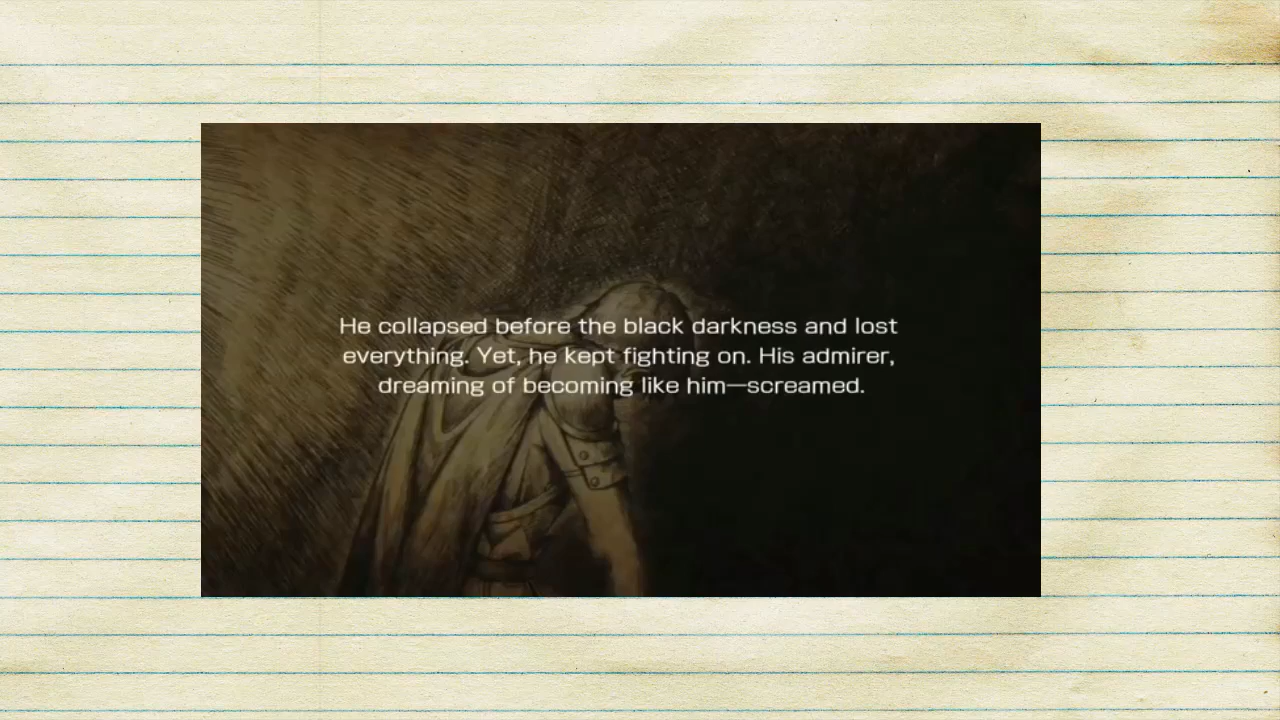 He collapsed before the black darkness and lost
everything. Yet, he kept fighting on. His admirer,
dreaming of becoming like him—screamed.